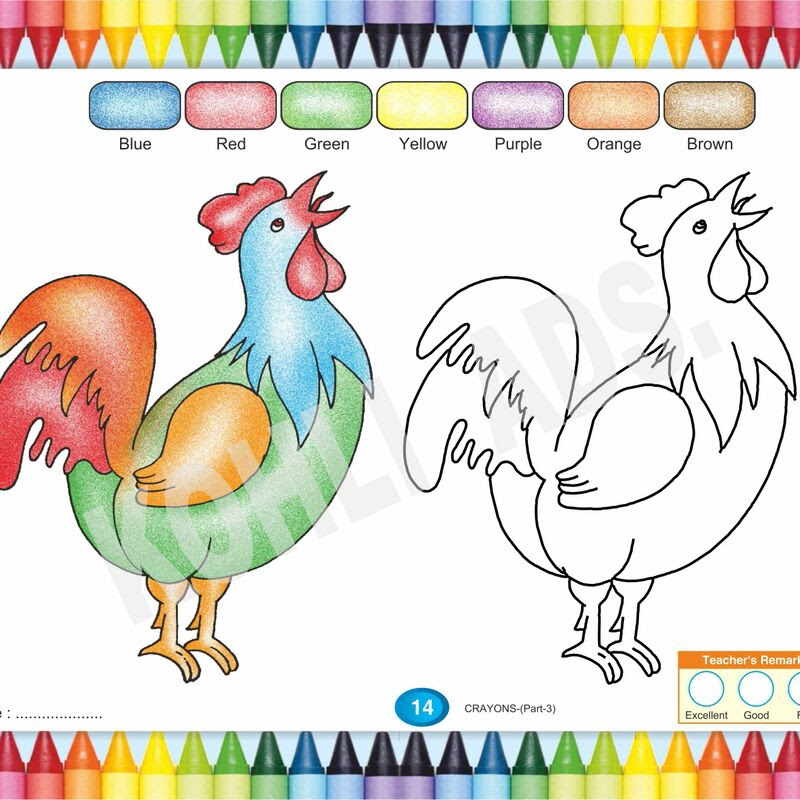 Blue Red Green Yellow Purple Orange Brown
KOHLI ADS.
Teacher's Remark
Excellent Good
e : .....................
14
CRAYONS-(Part-3)